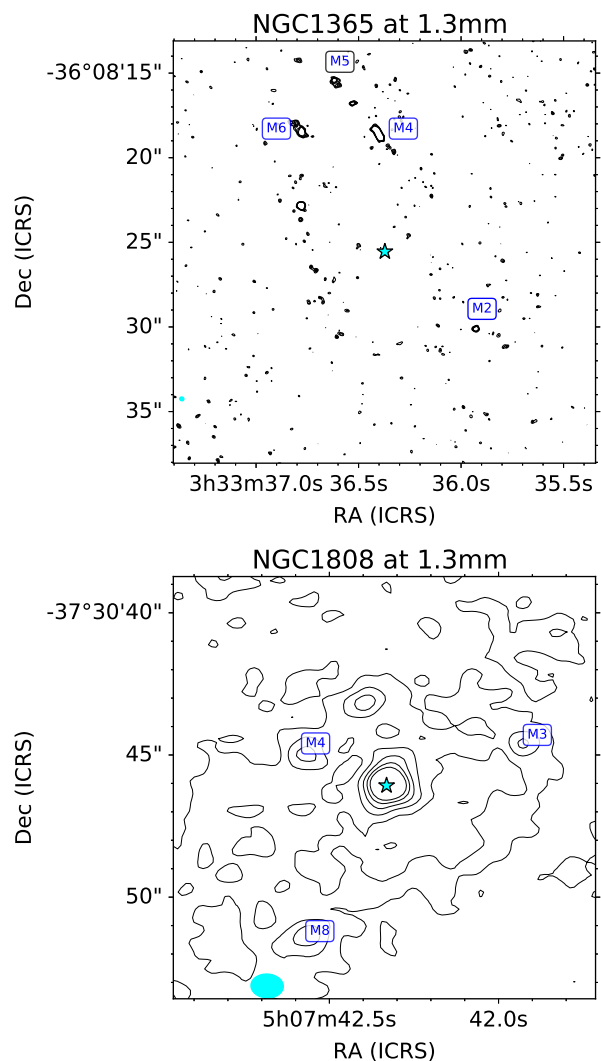 NGC1365 at 1.3mm
M5
-36°08'15"
M6
M4
20"
25"
M2
30"
35"
Dec (ICRS)
3h33m37.0s 36.5s 36.0s 35.5s
RA (ICRS)
NGC1808 at 1.3mm
-37°30'40"
M3
M4
45"
50"
M8
Dec (ICRS)
5h07m42.5s 42.0s
RA (ICRS)